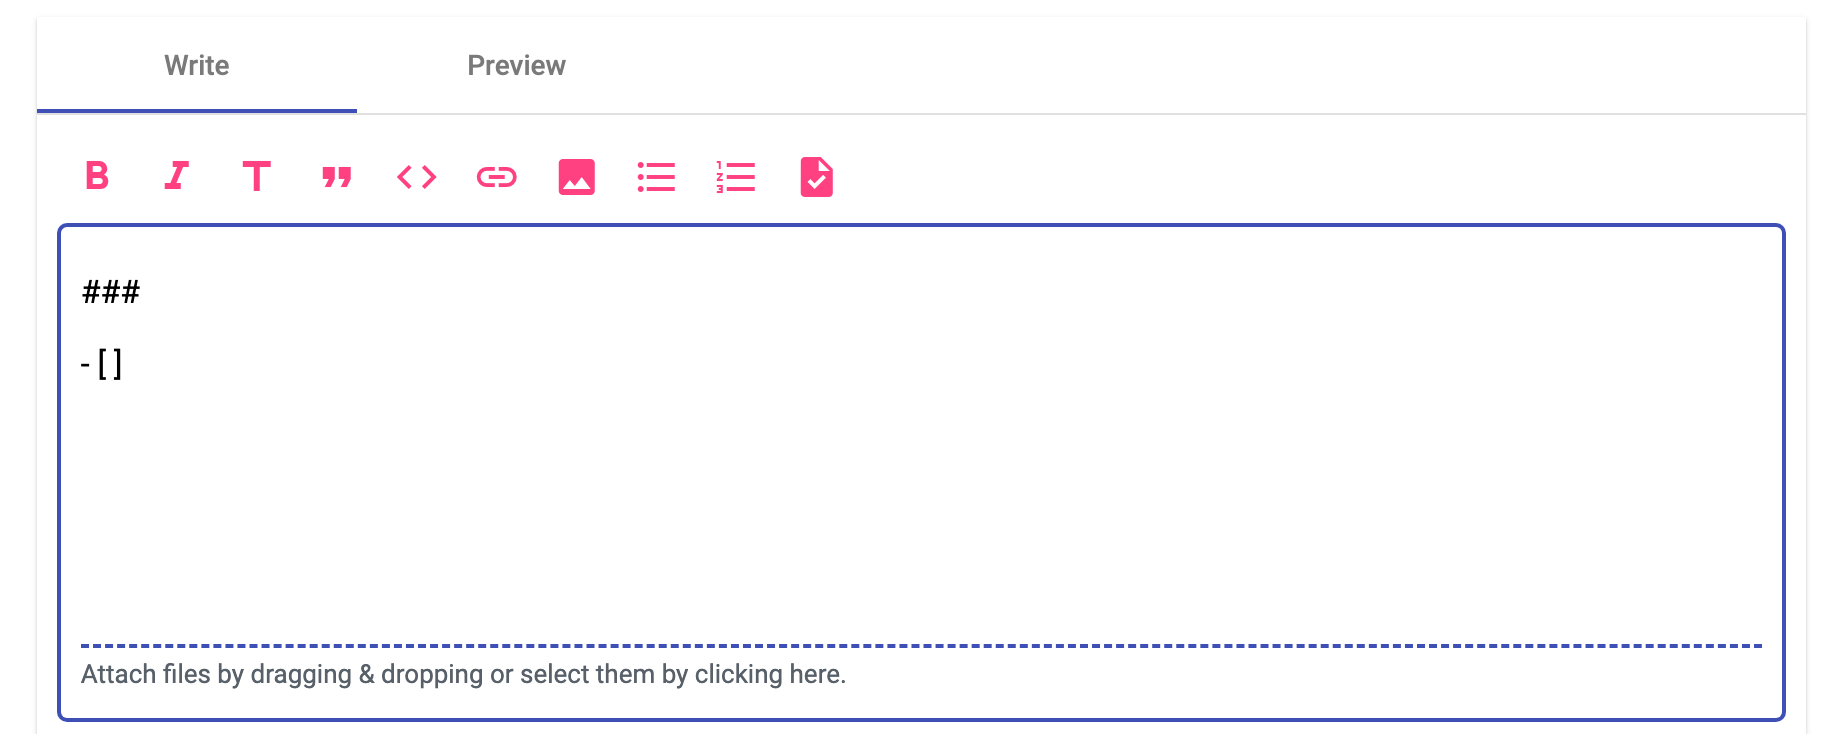 Write
Preview
B I T
###
- [ ]
Attach files by dragging & dropping or select them by clicking here.